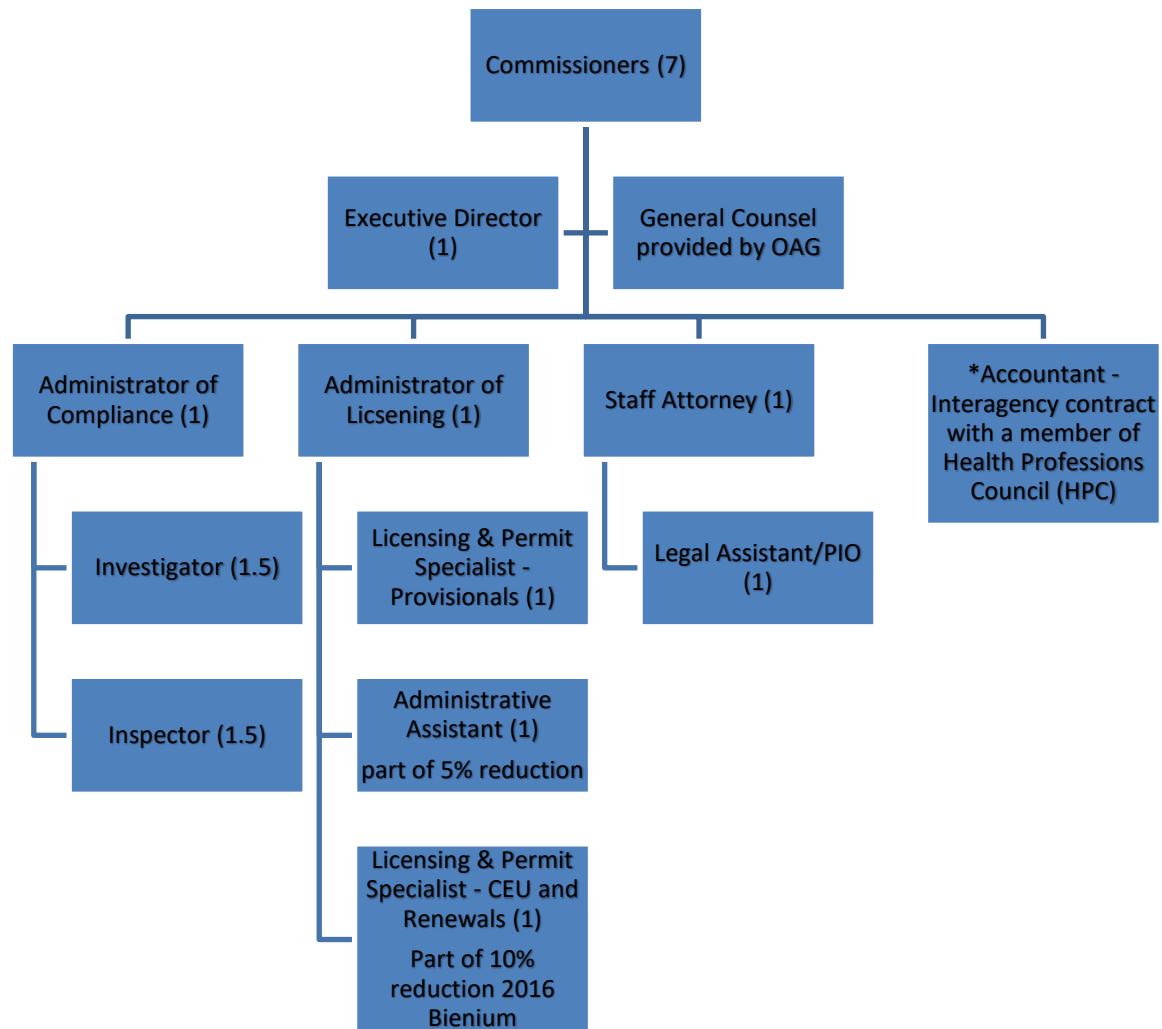 Commissioners (7)
Executive Director
(1)
General Counsel
provided by OAG
Administrator of
Compliance (1)
Administrator of
Licsening (1)
Staff Attorney (1)
*Accountant -
Interagency contract
with a member of
Health Professions
Council (HPC)
Investigator (1.5)
Licensing & Permit
Specialist -
Provisionals (1)
Legal Assistant/PIO
(1)
Inspector (1.5)
Administrative
Assistant (1)
part of 5% reduction
Licensing & Permit
Specialist - CEU and
Renewals (1)
Part of 10%
reduction 2016
Bienium